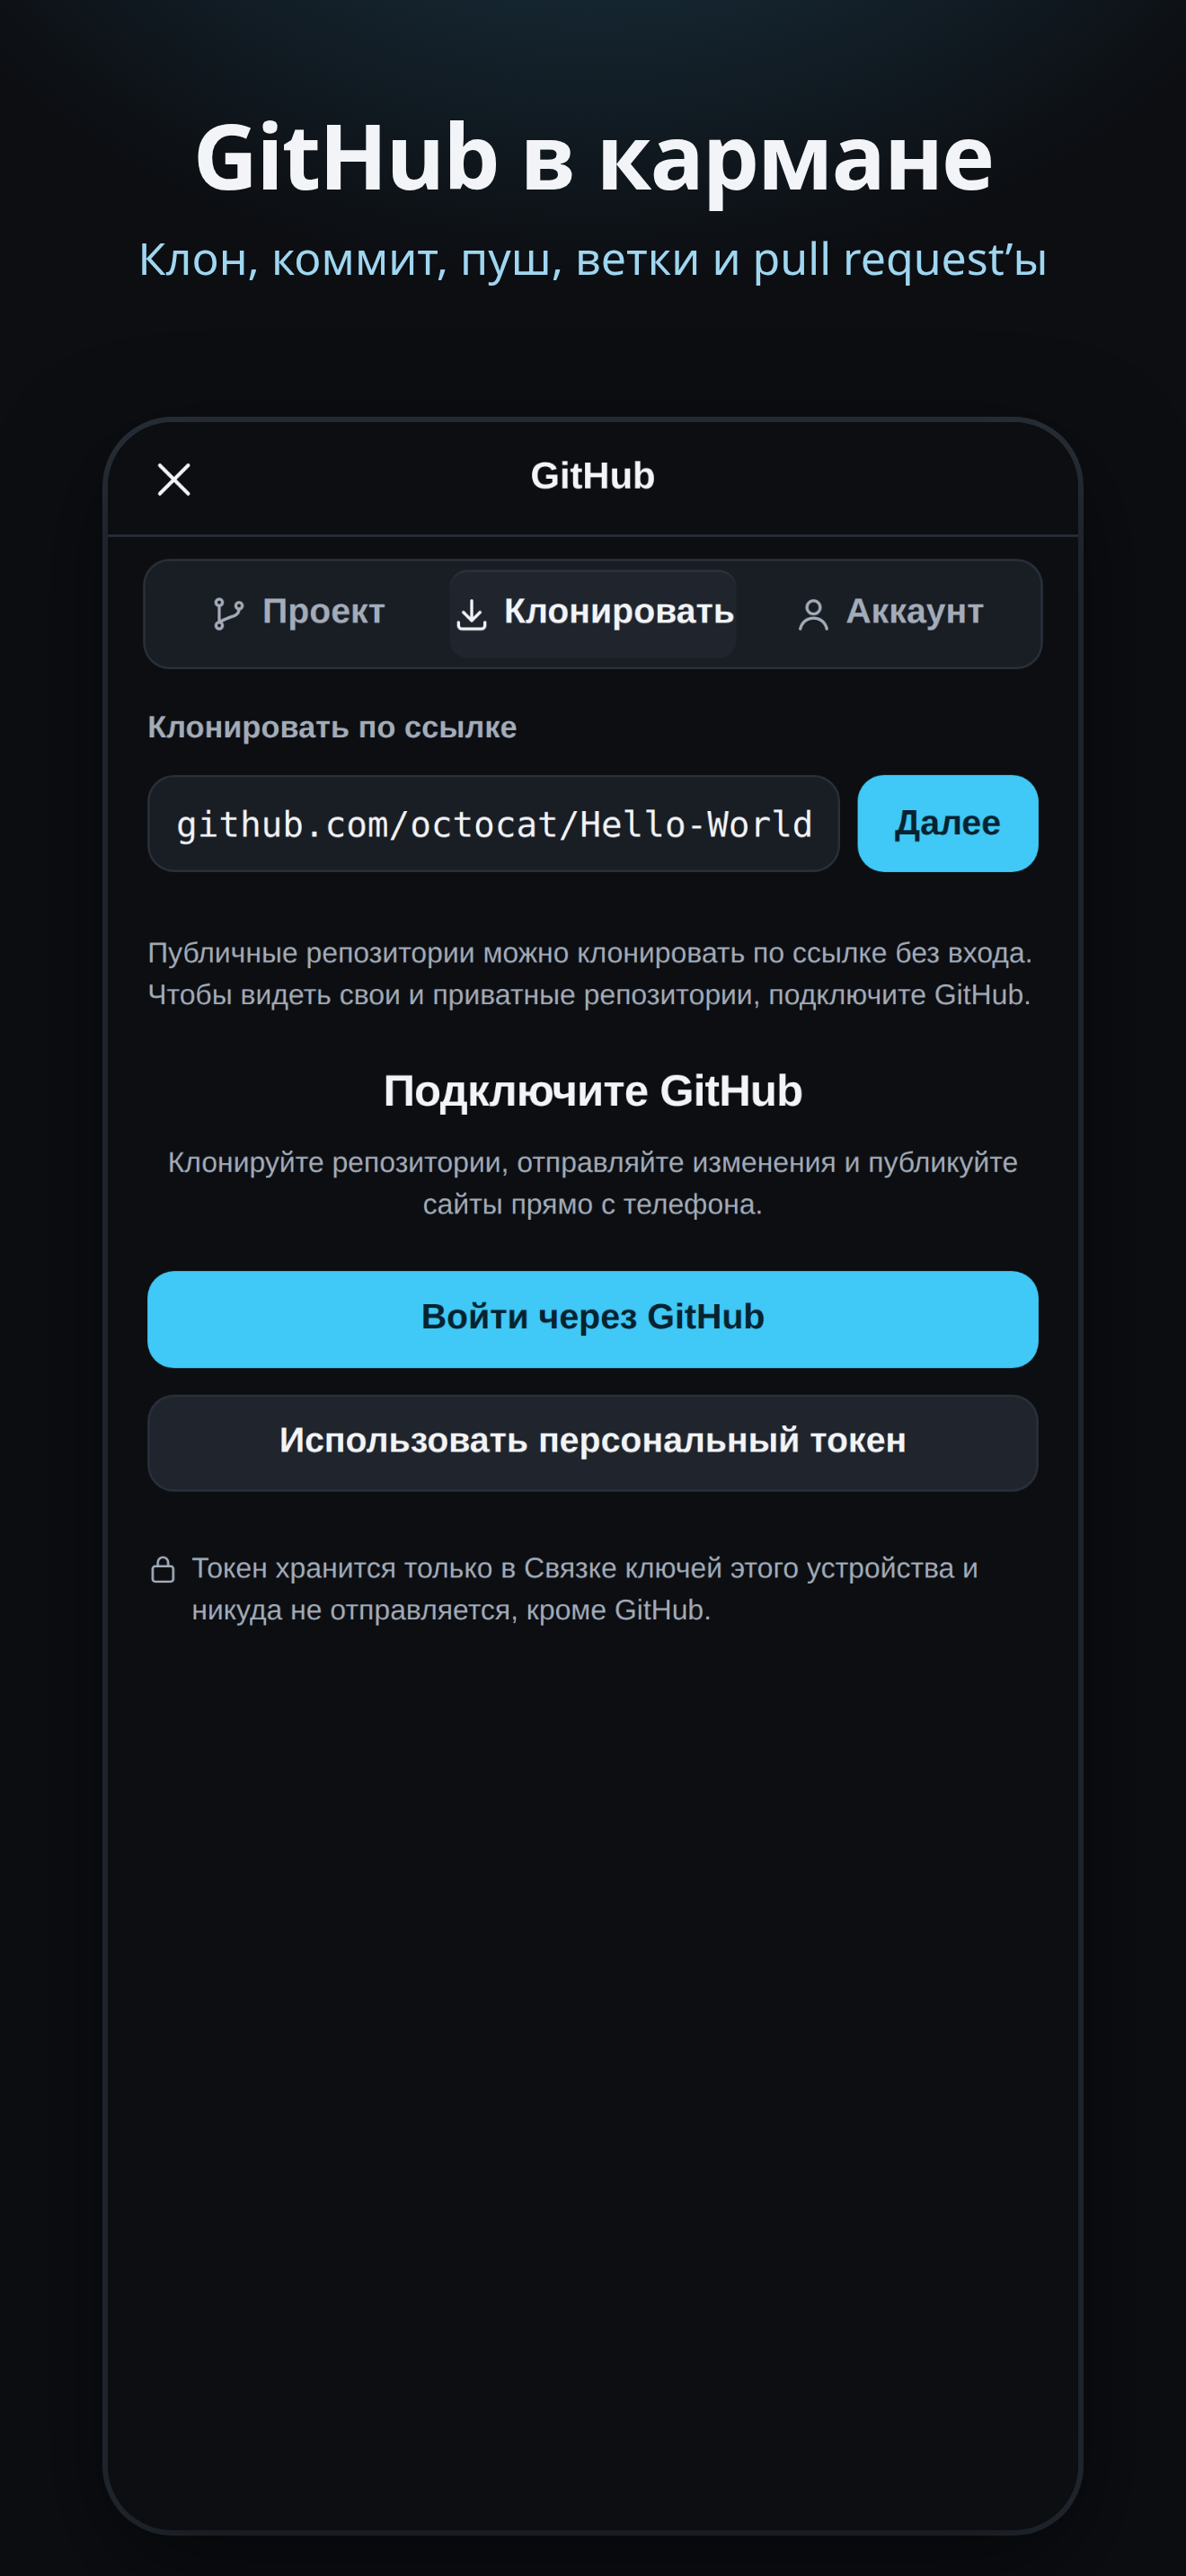 GitHub в кармане
Клон, коммит, пуш, ветки и pull request’ы
GitHub
Проект
Клонировать
Аккаунт
Клонировать по ссылке
github.com/octocat/Hello-World
Далее
Публичные репозитории можно клонировать по ссылке без входа.
Чтобы видеть свои и приватные репозитории, подключите GitHub.
Подключите GitHub
Клонируйте репозитории, отправляйте изменения и публикуйте
сайты прямо с телефона.
Войти через GitHub
Использовать персональный токен
Токен хранится только в Связке ключей этого устройства и
никуда не отправляется, кроме GitHub.